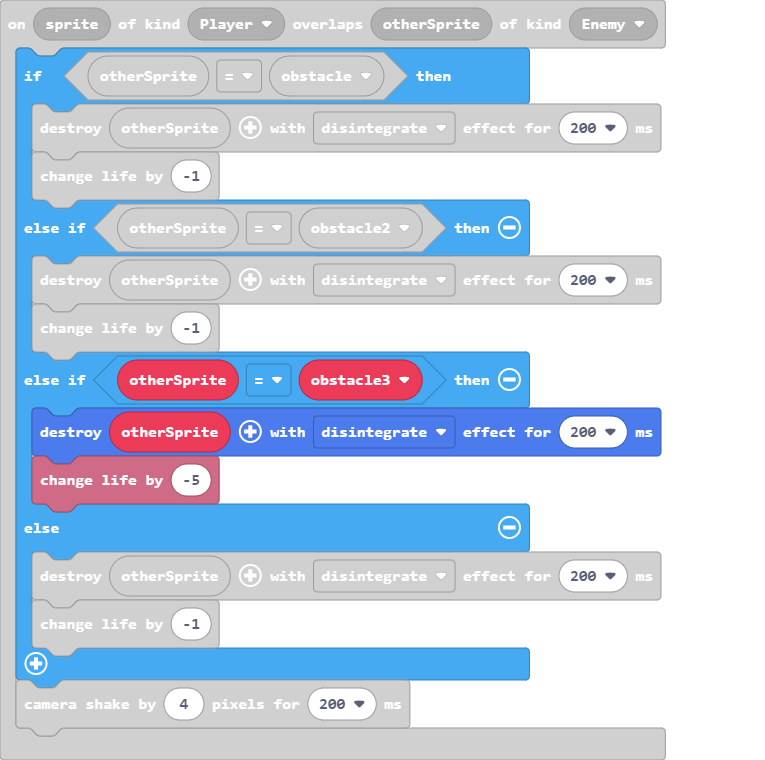 on sprite of kind Player overlaps otherSprite of kind Enemy
if otherSprite = obstacle then
destroy otherSprite with disintegrate effect for 200 ms
change life by -1
else if otherSprite = obstacle2 then
destroy otherSprite with disintegrate effect for 200 ms
change life by -1
else if otherSprite = obstacle3 then
destroy otherSprite with disintegrate effect for 200 ms
change life by -5
else
destroy otherSprite with disintegrate effect for 200 ms
change life by -1
camera shake by 4 pixels for 200 ms